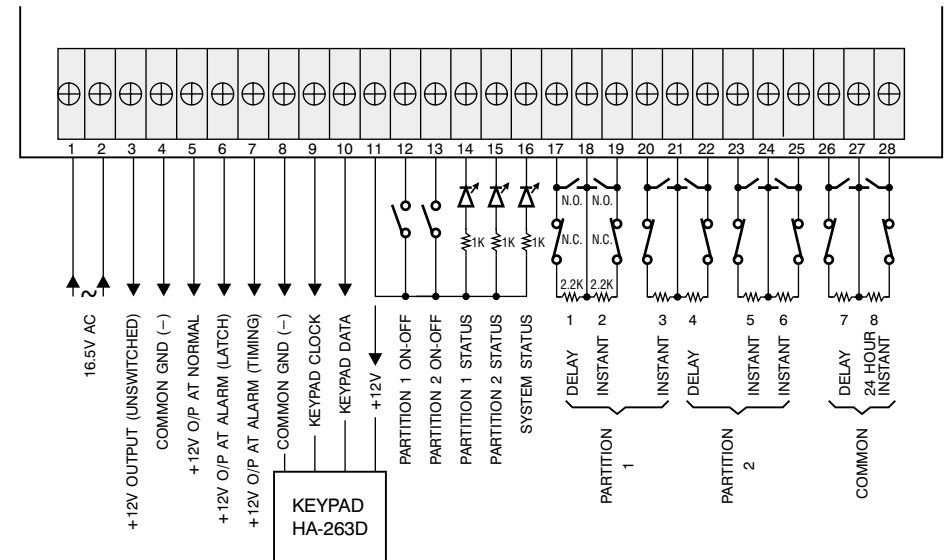 1 2 3 4 5 6 7 8 9 10 11 12 13 14 15 16 17 18 19 20 21 22 23 24 25 26 27 28
N.O. N.O.
N.C. N.C.
1K 1K 1K
2.2K 2.2K
~
16.5V AC
+12V OUTPUT (UNSWITCHED)
COMMON GND (−)
+12V O/P AT NORMAL
+12V O/P AT ALARM (LATCH)
+12V O/P AT ALARM (TIMING)
COMMON GND (−)
KEYPAD CLOCK
KEYPAD DATA
+12V
KEYPAD
HA-263D
PARTITION 1 ON-OFF
PARTITION 2 ON-OFF
PARTITION 1 STATUS
PARTITION 2 STATUS
SYSTEM STATUS
1 2 3 4 5 6 7 8
DELAY
INSTANT
INSTANT
DELAY
INSTANT
INSTANT
DELAY
24 HOUR
INSTANT
PARTITION
1
PARTITION
2
COMMON